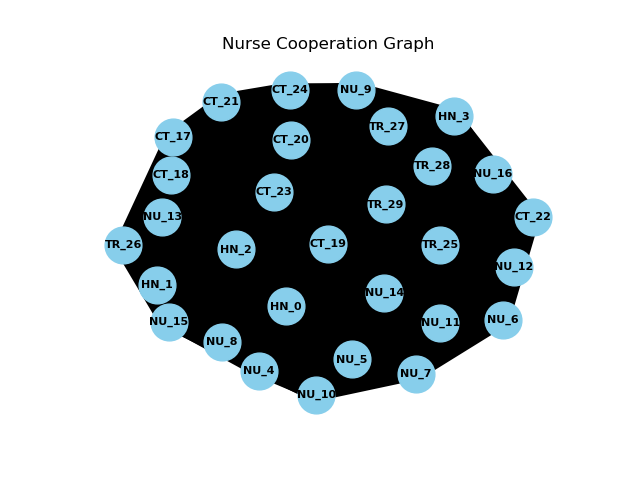 Nurse Cooperation Graph
CT_24
NU_9
CT_21
HN_3
TR_27
CT_17
CT_20
TR_28
CT_18
NU_16
CT_23
TR_29
NU_13
CT_22
TR_26
HN_2
CT_19
TR_25
NU_12
HN_1
NU_14
HN_0
NU_15
NU_11
NU_6
NU_8
NU_5
NU_4
NU_7
NU_10